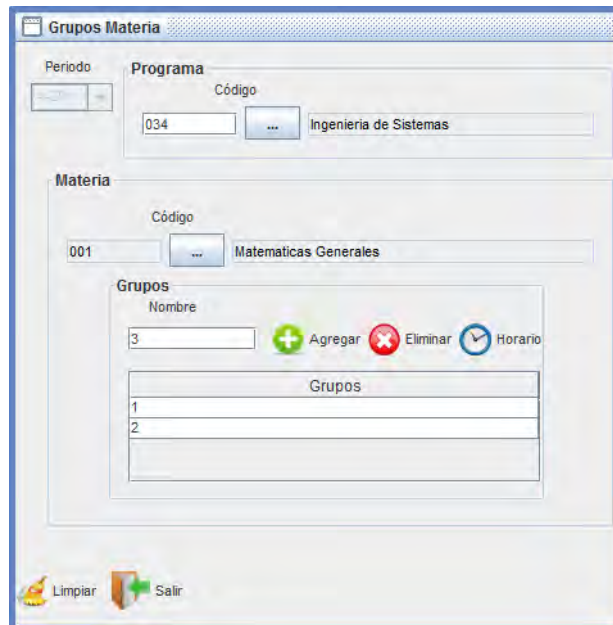 Grupos Materia
Periodo
Programa
Código
034 ... Ingenieria de Sistemas
Materia
Código
001 ... Matematicas Generales
Grupos
Nombre
3 Agregar Eliminar Horario
Grupos
1
2
Limpiar Salir